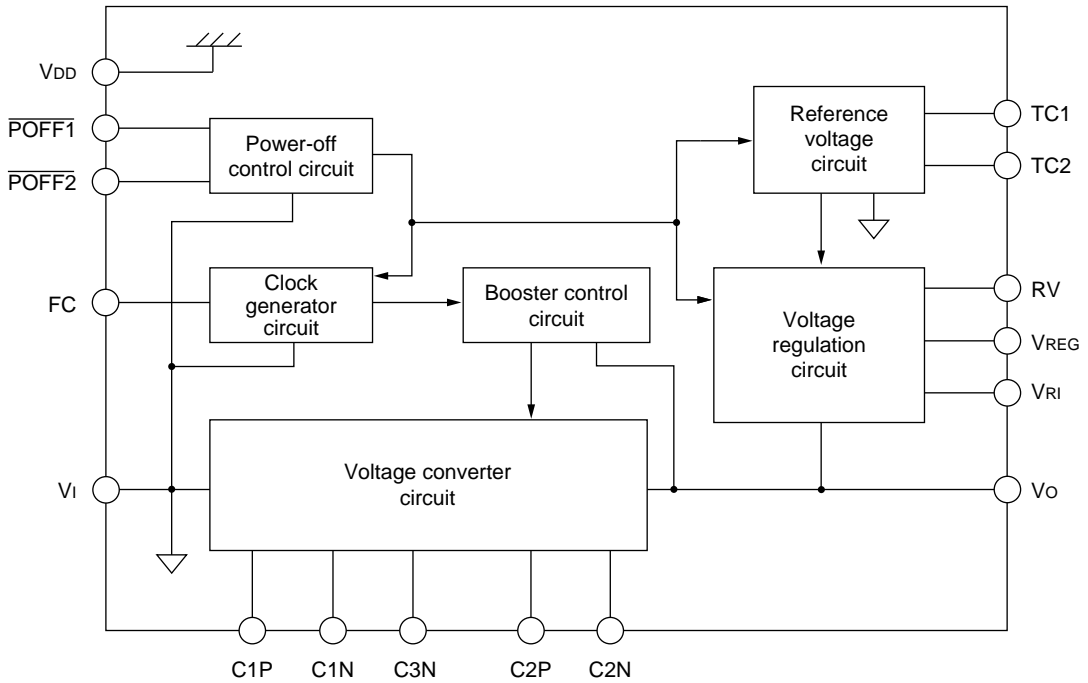 VDD
POFF1
POFF2
Power-off
control circuit
Reference
voltage
circuit
TC1
TC2
FC
Clock
generator
circuit
Booster control
circuit
Voltage
regulation
circuit
RV
VREG
VRI
VI
Voltage converter
circuit
VO
C1P
C1N
C3N
C2P
C2N